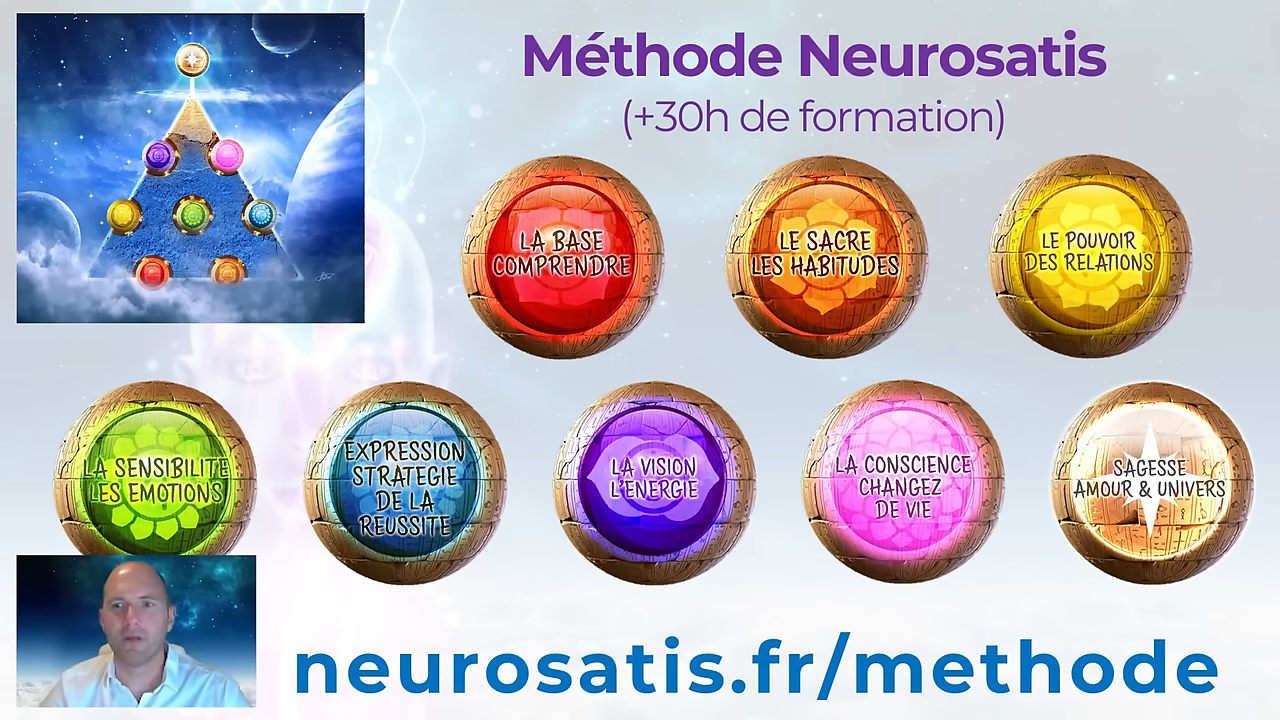 Méthode Neurosatis
(+30h de formation)
LA BASE
COMPRENDRE
LE SACRE
LES HABITUDES
LE POUVOIR
DES RELATIONS
LA SENSIBILITE
LES EMOTIONS
EXPRESSION
STRATEGIE
DE LA
REUSSITE
LA VISION
L'ENERGIE
LA CONSCIENCE
CHANGEZ
DE VIE
SAGESSE
AMOUR & UNIVERS
neurosatis.fr/methode